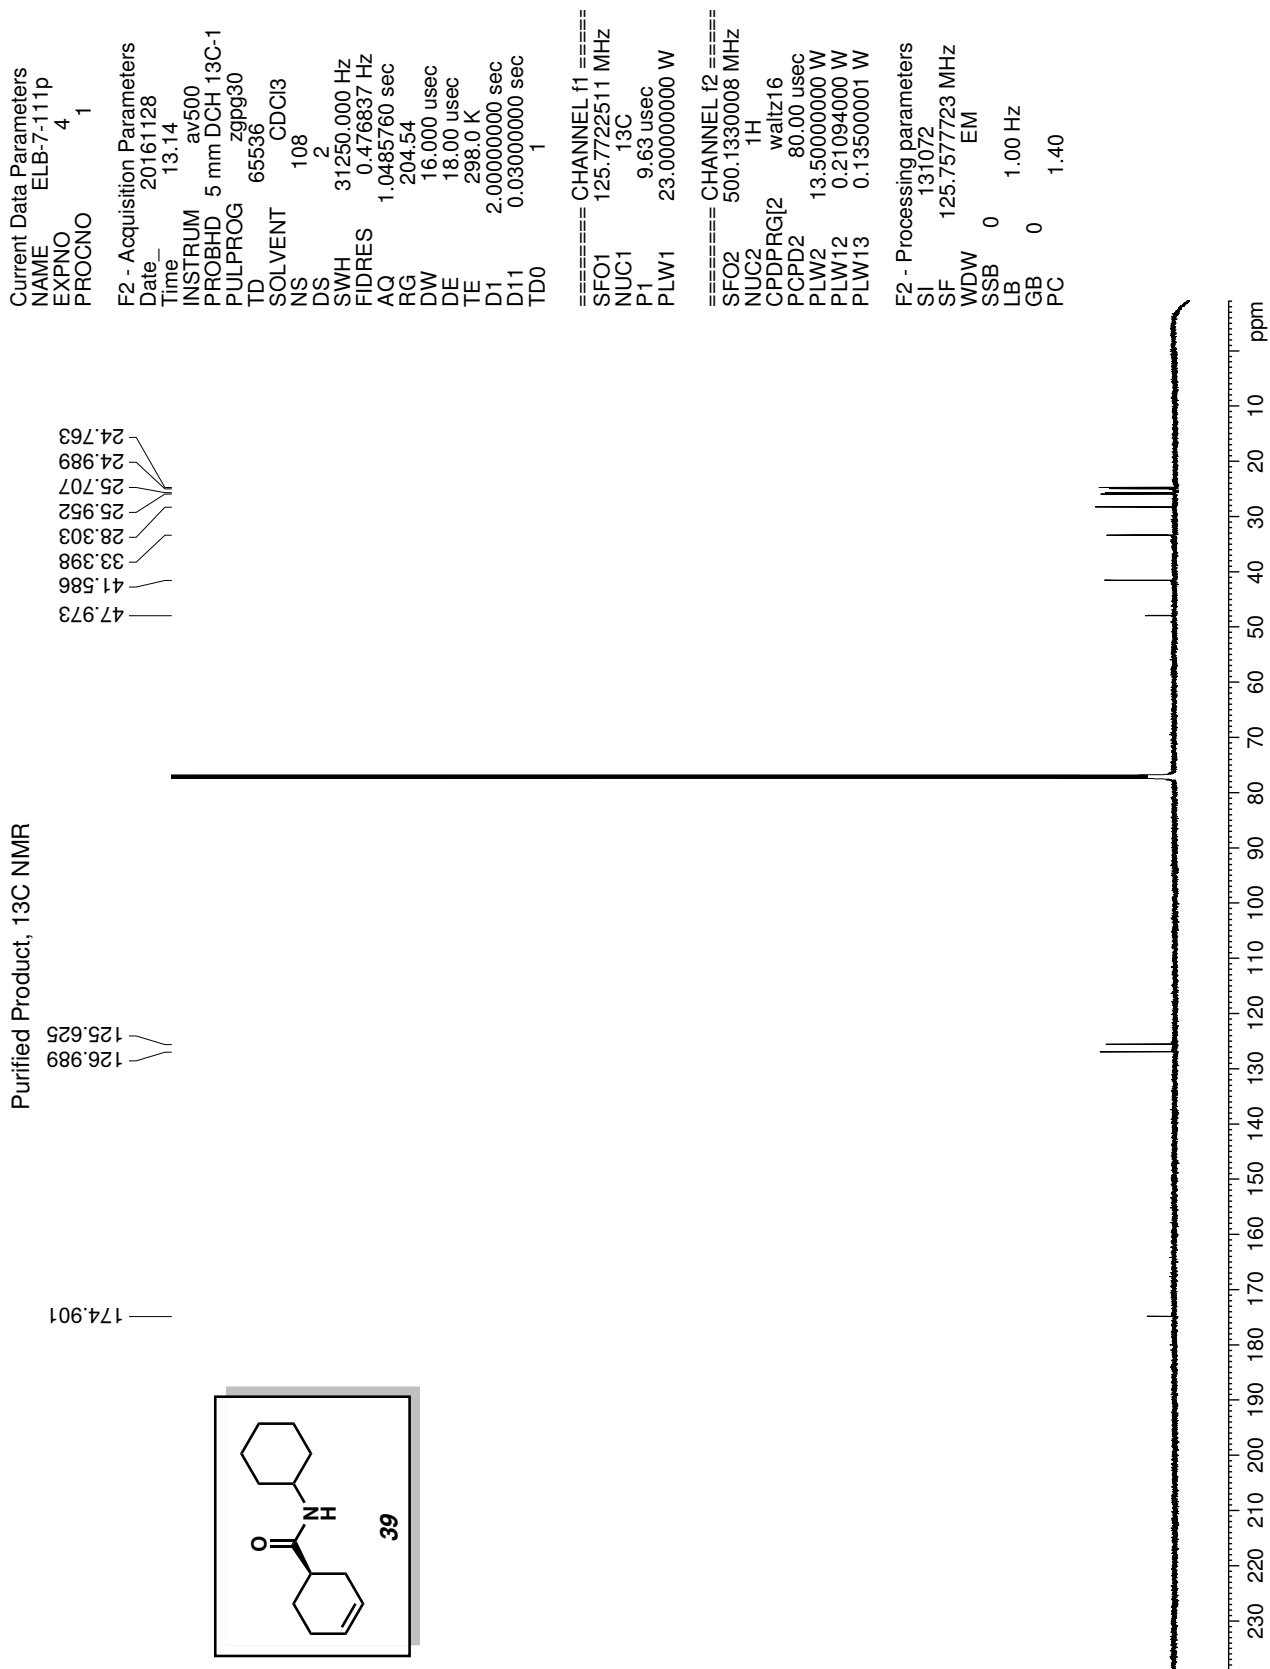 Purified Product, 13C NMR
174.901
126.989
125.625
47.973
41.586
33.398
28.303
25.952
25.707
24.989
24.763
O
N
H
39
Current Data Parameters
NAME ELB-7-111p
EXPNO 4
PROCNO 1
F2 - Acquisition Parameters
Date_ 20161128
Time 13.14
INSTRUM av500
PROBHD 5 mm DCH 13C-1
PULPROG zgpg30
TD 65536
SOLVENT CDCl3
NS 108
DS 2
SWH 31250.000 Hz
FIDRES 0.476837 Hz
AQ 1.0485760 sec
RG 204.54
DW 16.000 usec
DE 18.00 usec
TE 298.0 K
D1 2.00000000 sec
D11 0.03000000 sec
TD0 1
======== CHANNEL f1 ========
SFO1 125.7722511 MHz
NUC1 13C
P1 9.63 usec
PLW1 23.00000000 W
======== CHANNEL f2 ========
SFO2 500.1330008 MHz
NUC2 1H
CPDPRG[2 waltz16
PCPD2 80.00 usec
PLW2 13.50000000 W
PLW12 0.21094000 W
PLW13 0.13500001 W
F2 - Processing parameters
SI 131072
SF 125.7577723 MHz
WDW EM
SSB 0
LB 1.00 Hz
GB 0
PC 1.40
230 220 210 200 190 180 170 160 150 140 130 120 110 100 90 80 70 60 50 40 30 20 10 ppm